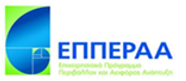 ΕΠΠΕΡΑΑ
Επιχειρησιακό Πρόγραμμα
Περιβάλλον και Αειφόρος Ανάπτυξη